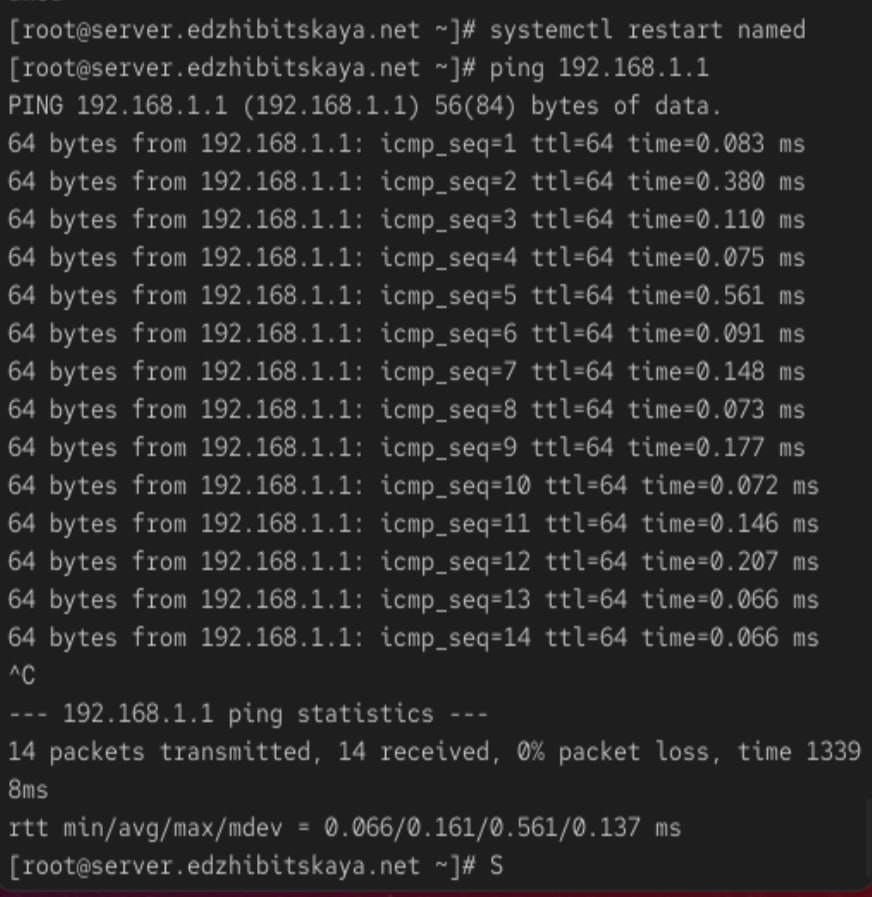 [root@server.edzhibitskaya.net ~]# systemctl restart named
[root@server.edzhibitskaya.net ~]# ping 192.168.1.1
PING 192.168.1.1 (192.168.1.1) 56(84) bytes of data.
64 bytes from 192.168.1.1: icmp_seq=1 ttl=64 time=0.083 ms
64 bytes from 192.168.1.1: icmp_seq=2 ttl=64 time=0.380 ms
64 bytes from 192.168.1.1: icmp_seq=3 ttl=64 time=0.110 ms
64 bytes from 192.168.1.1: icmp_seq=4 ttl=64 time=0.075 ms
64 bytes from 192.168.1.1: icmp_seq=5 ttl=64 time=0.561 ms
64 bytes from 192.168.1.1: icmp_seq=6 ttl=64 time=0.091 ms
64 bytes from 192.168.1.1: icmp_seq=7 ttl=64 time=0.148 ms
64 bytes from 192.168.1.1: icmp_seq=8 ttl=64 time=0.073 ms
64 bytes from 192.168.1.1: icmp_seq=9 ttl=64 time=0.177 ms
64 bytes from 192.168.1.1: icmp_seq=10 ttl=64 time=0.072 ms
64 bytes from 192.168.1.1: icmp_seq=11 ttl=64 time=0.146 ms
64 bytes from 192.168.1.1: icmp_seq=12 ttl=64 time=0.207 ms
64 bytes from 192.168.1.1: icmp_seq=13 ttl=64 time=0.066 ms
64 bytes from 192.168.1.1: icmp_seq=14 ttl=64 time=0.066 ms
^C
--- 192.168.1.1 ping statistics ---
14 packets transmitted, 14 received, 0% packet loss, time 1339
8ms
rtt min/avg/max/mdev = 0.066/0.161/0.561/0.137 ms
[root@server.edzhibitskaya.net ~]# S